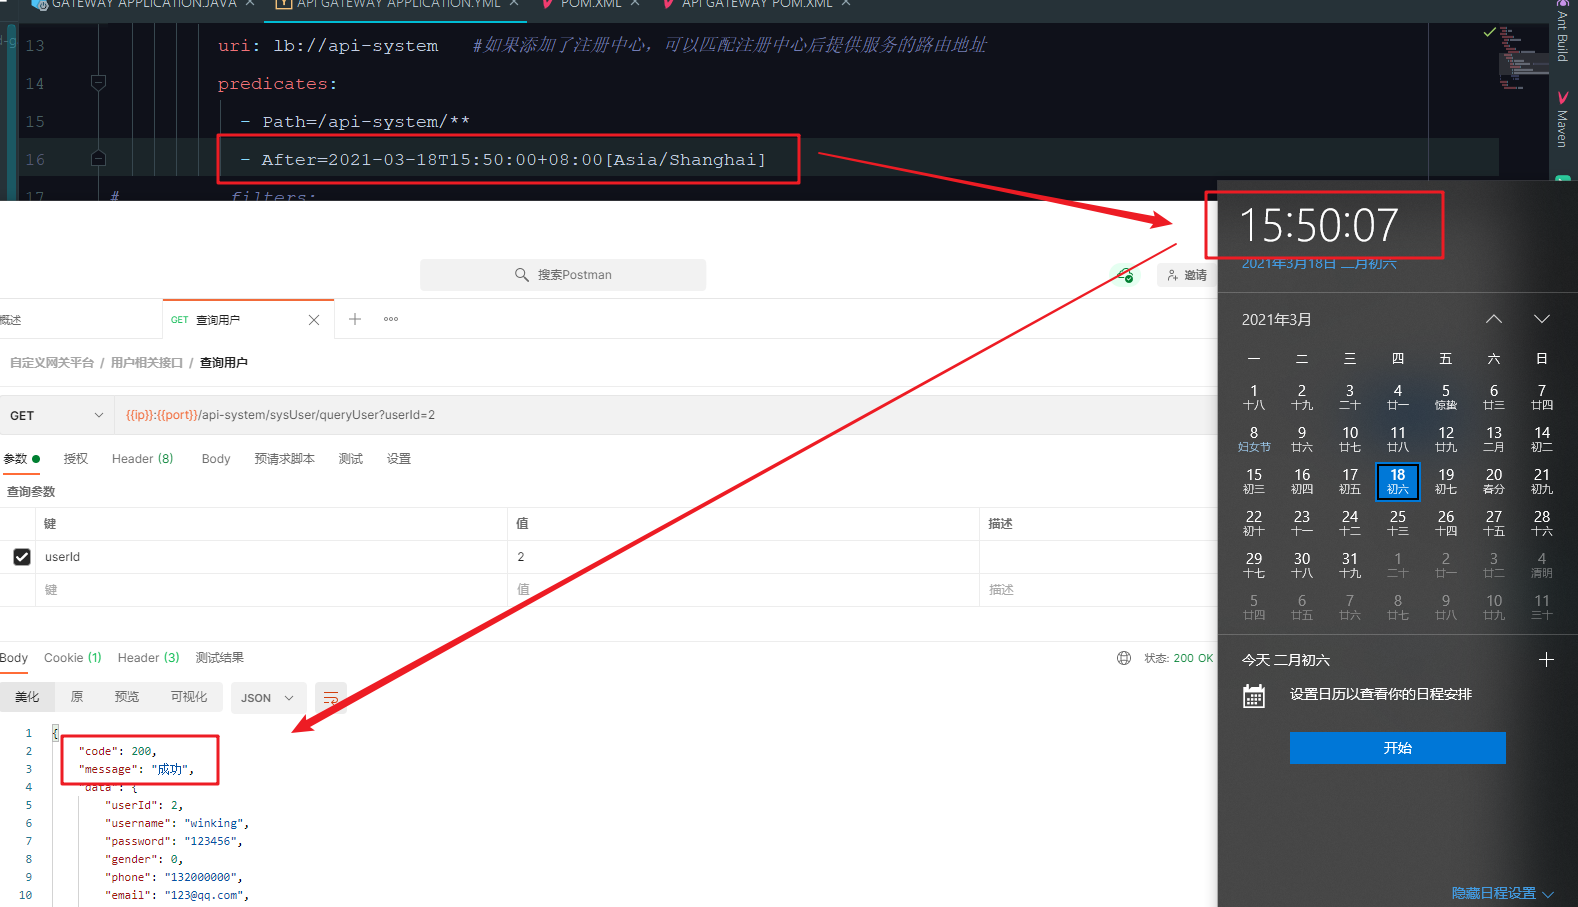 GATEWAY APPLICATION.JAVA
API GATEWAY APPLICATION.YML
POM.XML
API GATEWAY POM.XML
Ant Build
Maven
13 uri: lb://api-system #如果添加了注册中心，可以匹配注册中心后提供服务的路由地址
14 predicates:
15 - Path=/api-system/**
16 - After=2021-03-18T15:50:00+08:00[Asia/Shanghai]
17 # filters:
搜索Postman
邀请
概述
GET 查询用户
自定义网关平台 / 用户相关接口 / 查询用户
GET {{ip}}:{{port}}/api-system/sysUser/queryUser?userId=2
参数 授权 Header (8) Body 预请求脚本 测试 设置
查询参数
键 值 描述
userId 2
键 值 描述
Body Cookie (1) Header (3) 测试结果 状态: 200 OK
美化 原 预览 可视化 JSON
1 {
2 "code": 200,
3 "message": "成功",
4 "data": {
5 "userId": 2,
6 "username": "winking",
7 "password": "123456",
8 "gender": 0,
9 "phone": "132000000",
10 "email": "123@qq.com",
15:50:07
2021年3月18日 二月初六
2021年3月
一 二 三 四 五 六 日
1 2 3 4 5 6 7
十八 十九 二十 廿一 惊蛰 廿三 廿四
8 9 10 11 12 13 14
妇女节 廿六 廿七 廿八 廿九 二月 初二
15 16 17 18 19 20 21
初三 初四 初五 初六 初七 春分 初九
22 23 24 25 26 27 28
初十 十一 十二 十三 十四 十五 十六
29 30 31 1 2 3 4
十七 十八 十九 二十 廿一 廿二 清明
5 6 7 8 9 10 11
廿四 廿五 廿六 廿七 廿八 廿九 三十
今天 二月初六
设置日历以查看你的日程安排
开始
隐藏日程设置